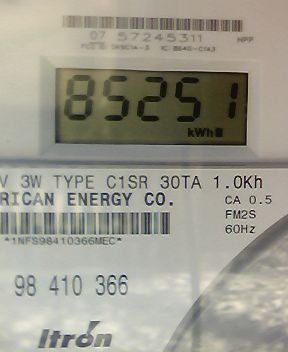 07 57245311 HPP
85251
kWh
V 3W TYPE C1SR 30TA 1.0Kh
RICAN ENERGY CO. CA 0.5
FM2S
60Hz
*1NFS98410366MEC*
98 410 366
Itron